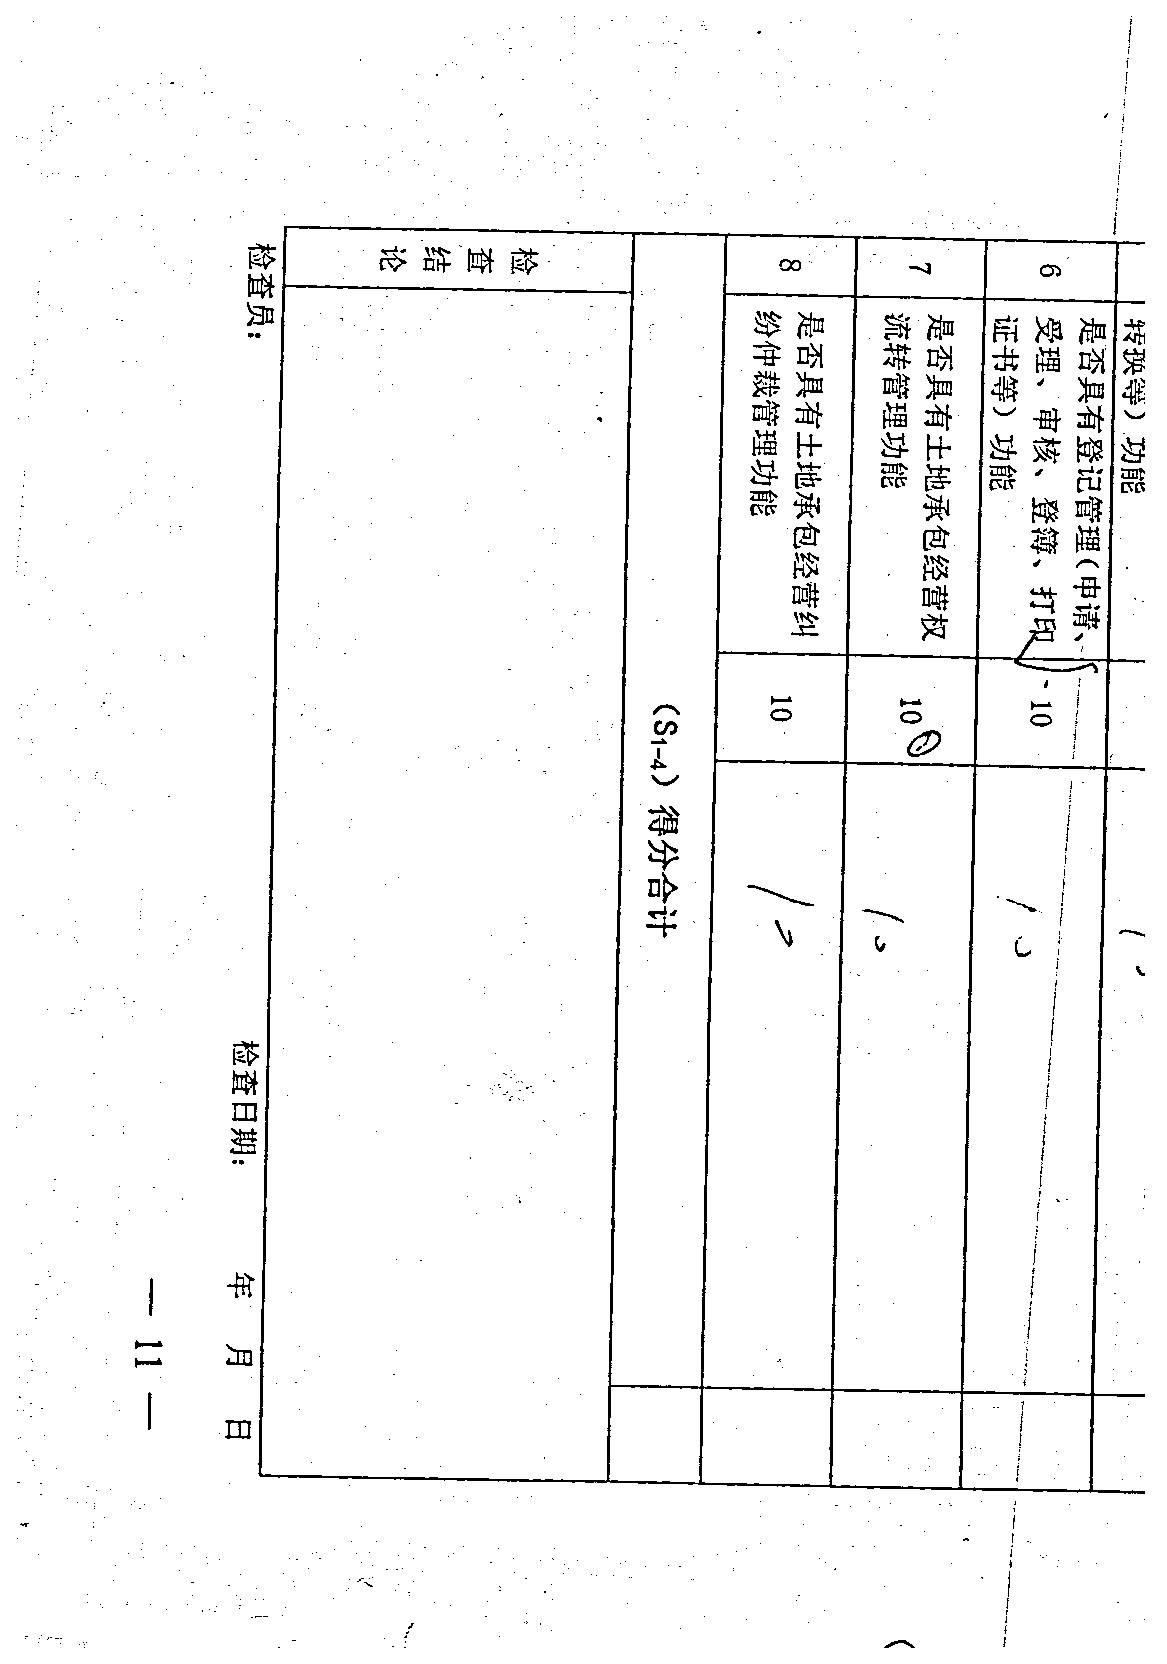 转换等）功能
6
是否具有登记管理（申请、
受理、审核、登簿、打印
证书等）功能
10
10
7
是否具有土地承包经营权
流转管理功能
10
10
8
是否具有土地承包经营纠
纷仲裁管理功能
10
10
（S1-4）得分合计
检查结论
检查员：
检查日期：
年 月 日
— 11 —